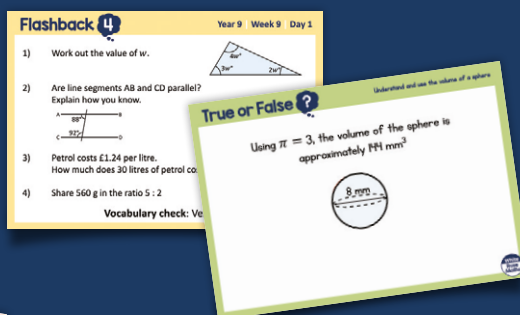 Flashback 4
Year 9 Week 9 Day 1
1) Work out the value of w.
4w°
3w°
2w°
2) Are line segments AB and CD parallel?
Explain how you know.
A B
88°
92°
C D
3) Petrol costs £1.24 per litre.
How much does 30 litres of petrol co
4) Share 560 g in the ratio 5 : 2
Vocabulary check: Ve
True or False ?
Understand and use the volume of a sphere
Using π = 3, the volume of the sphere is
approximately 144 mm³
8 mm
White
Rose
Maths